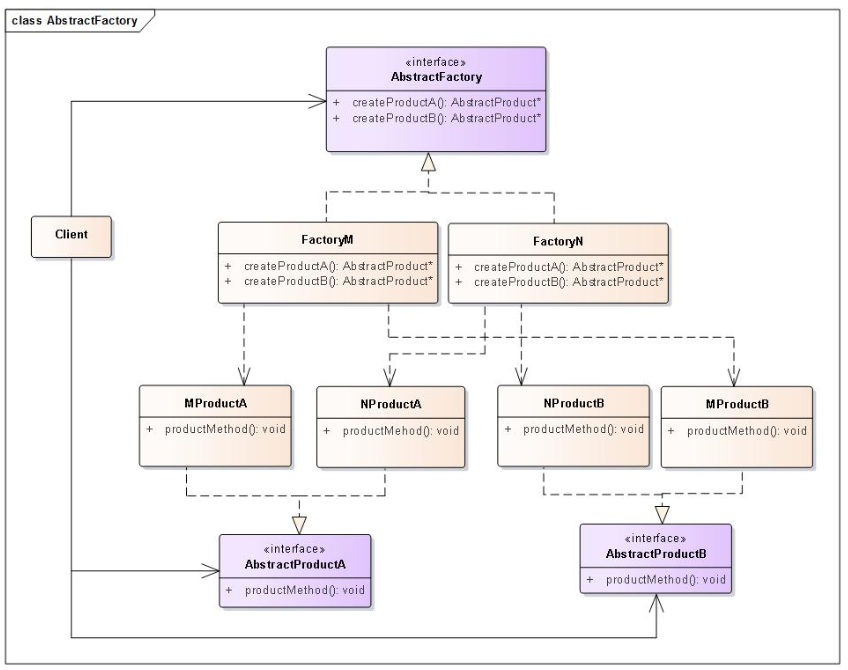 class AbstractFactory
«interface»
AbstractFactory
+ createProductA(): AbstractProduct*
+ createProductB(): AbstractProduct*
Client
FactoryM
+ createProductA(): AbstractProduct*
+ createProductB(): AbstractProduct*
FactoryN
+ createProductA(): AbstractProduct*
+ createProductB(): AbstractProduct*
MProductA
+ productMethod(): void
NProductA
+ productMehod(): void
NProductB
+ productMethod(): void
MProductB
+ productMethod(): void
«interface»
AbstractProductA
+ productMethod(): void
«interface»
AbstractProductB
+ productMethod(): void